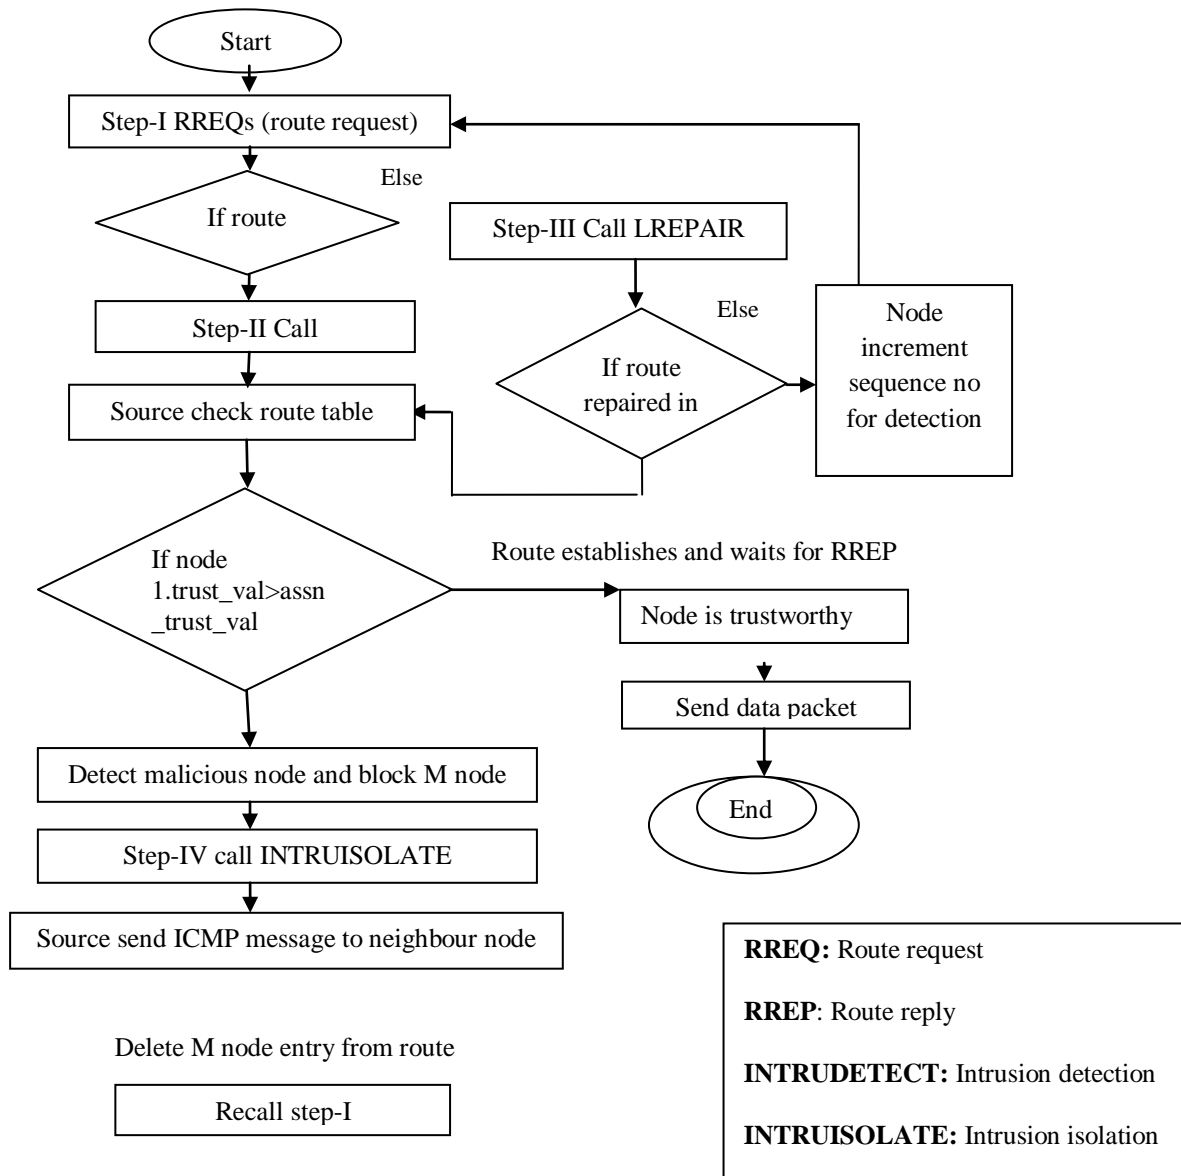 Start
Step-I RREQs (route request)
Else
If route
Step-III Call LREPAIR
Step-II Call
Else
If route
repaired in
Node
increment
sequence no
for detection
Source check route table
If node
1.trust_val>assn
_trust_val
Route establishes and waits for RREP
Node is trustworthy
Send data packet
End
Detect malicious node and block M node
Step-IV call INTRUISOLATE
Source send ICMP message to neighbour node
Delete M node entry from route
Recall step-I
RREQ: Route request
RREP: Route reply
INTRUDETECT: Intrusion detection
INTRUISOLATE: Intrusion isolation